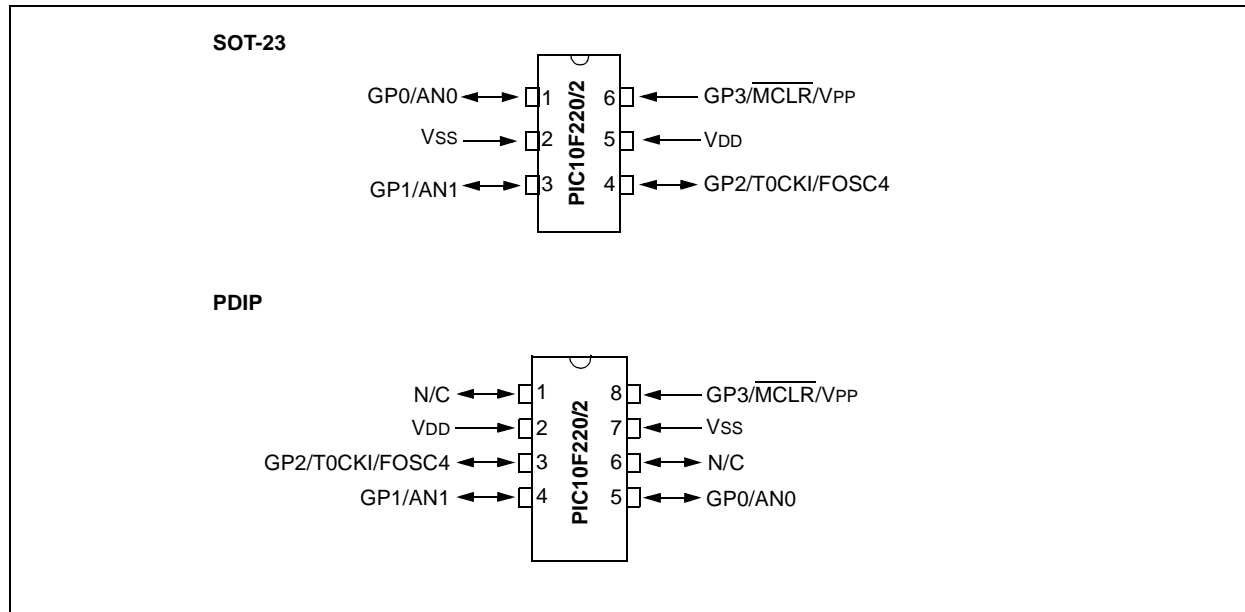 SOT-23
GP0/AN0 1 6 GP3/MCLR/VPP
VSS 2 5 VDD
GP1/AN1 3 4 GP2/T0CKI/FOSC4
PIC10F220/2
PDIP
N/C 1 8 GP3/MCLR/VPP
VDD 2 7 VSS
GP2/T0CKI/FOSC4 3 6 N/C
GP1/AN1 4 5 GP0/AN0
PIC10F220/2